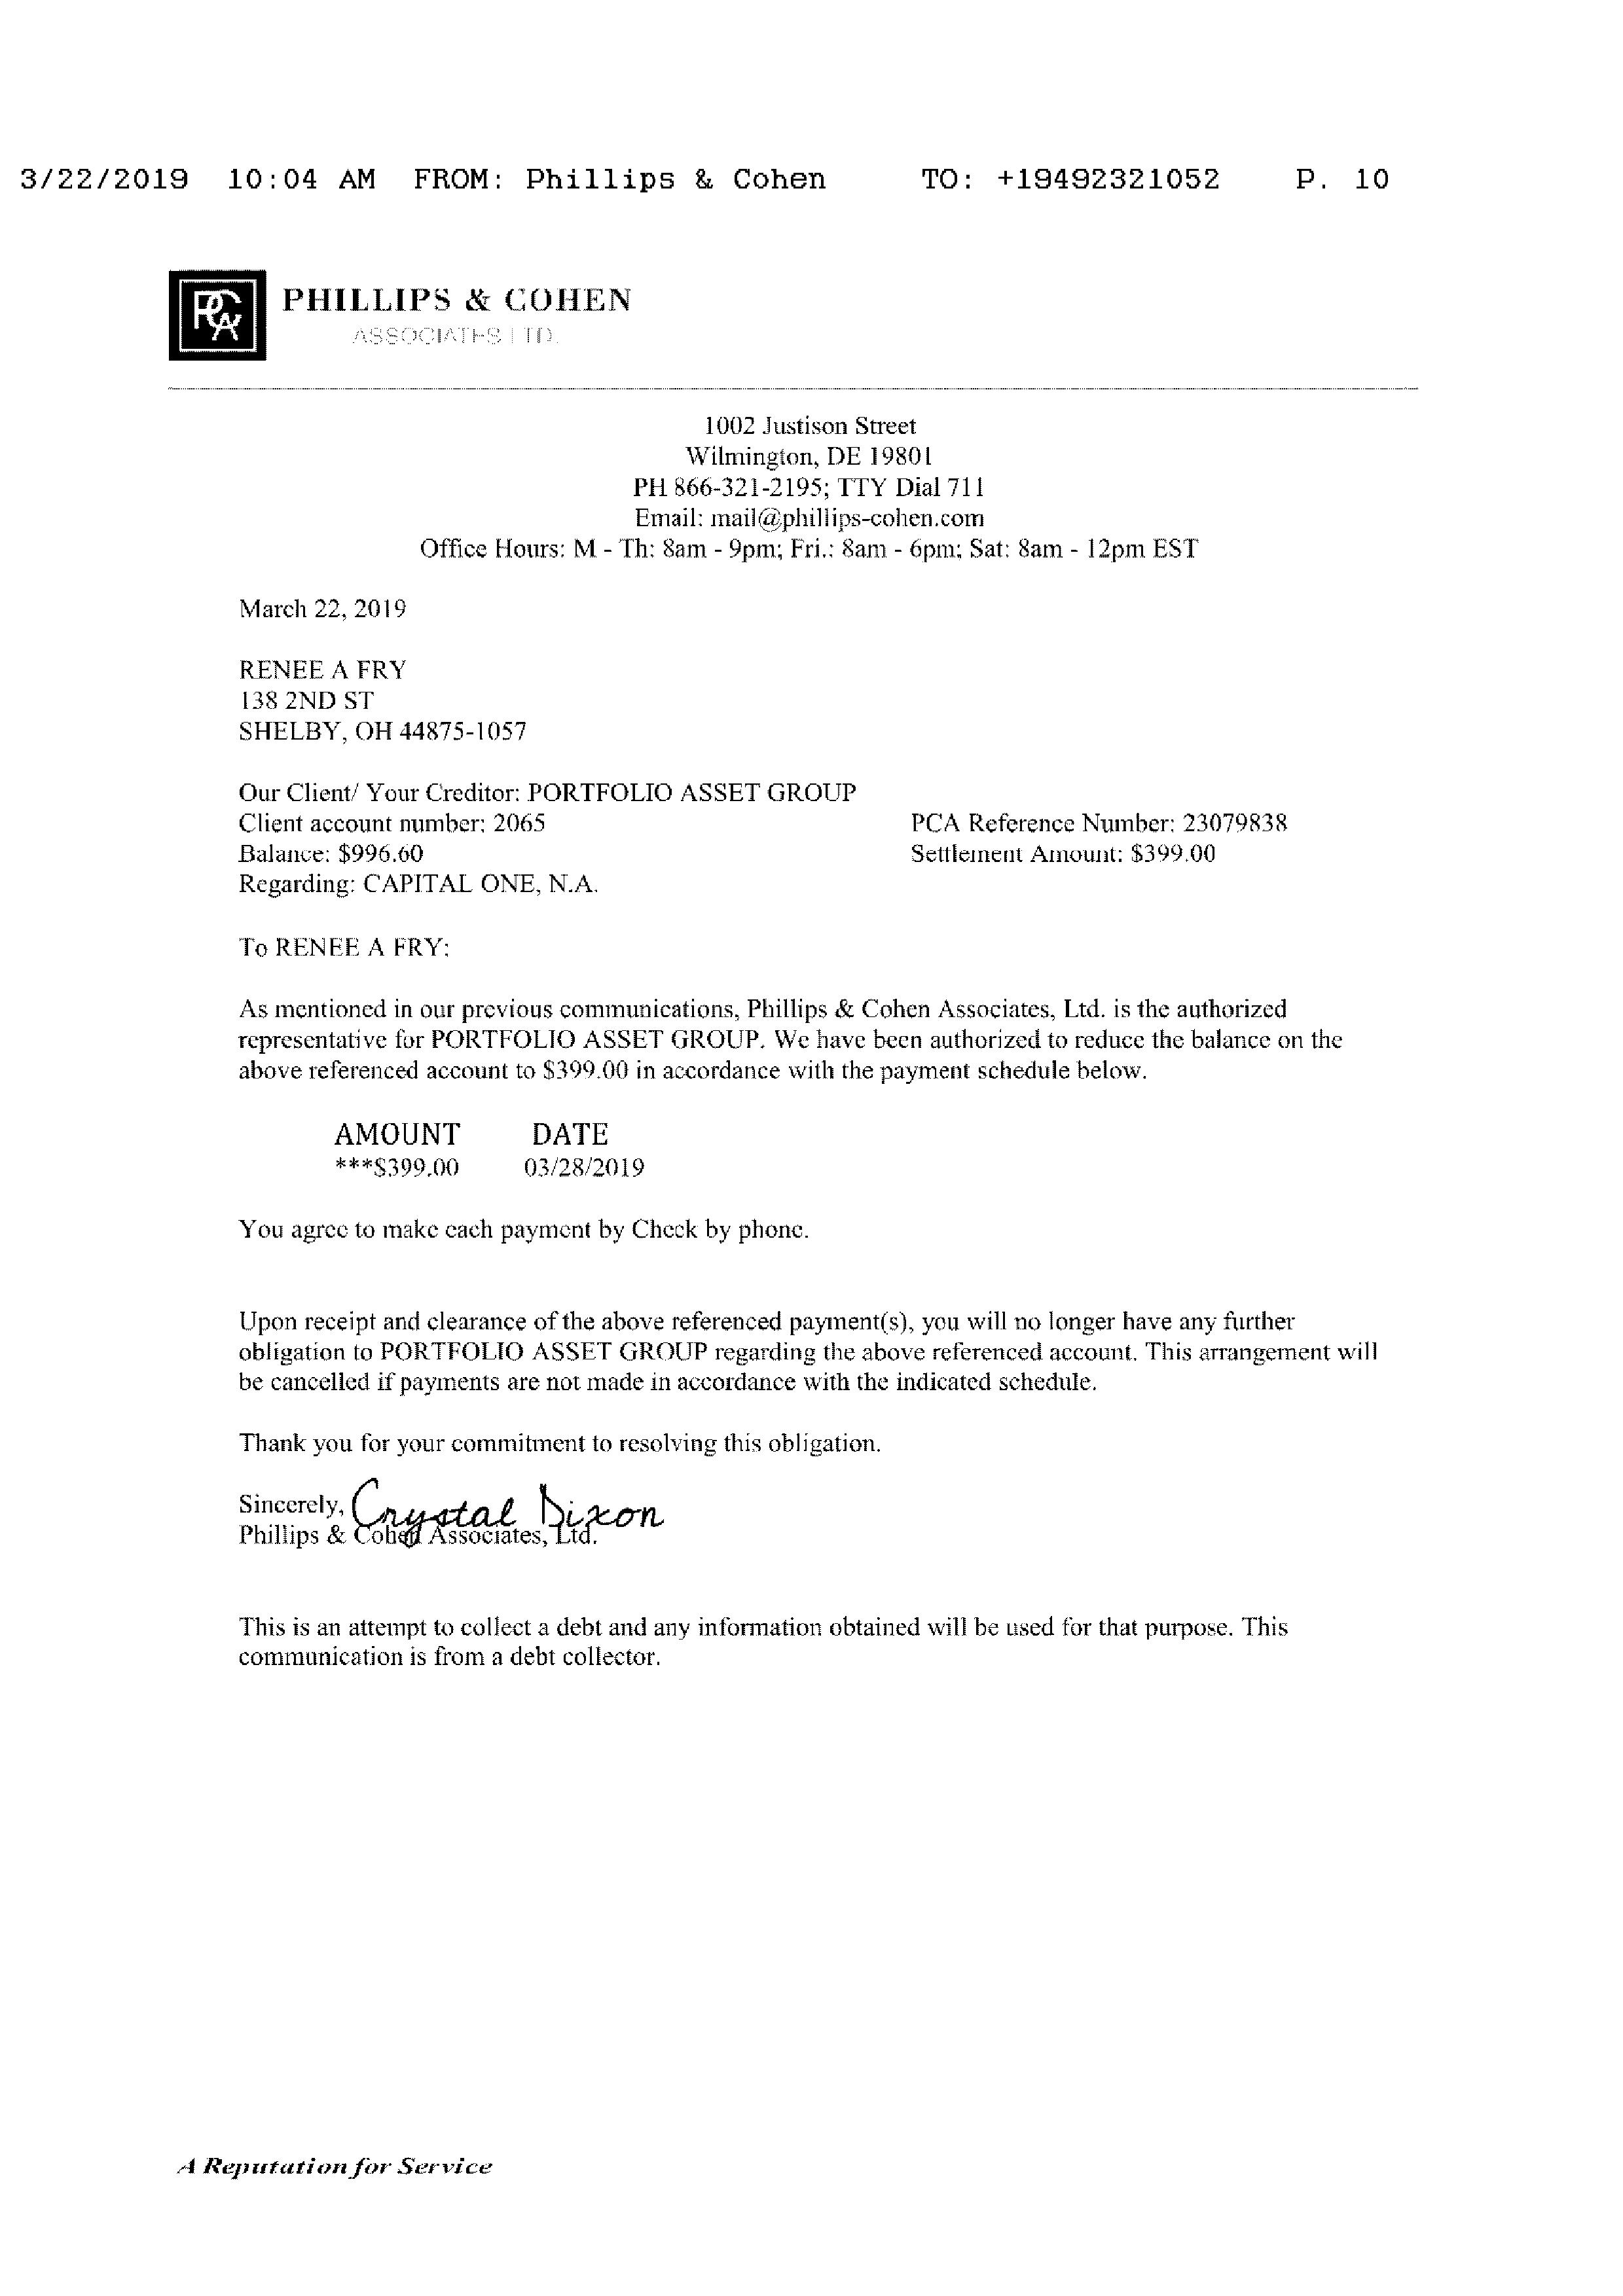 3/22/2019 10:04 AM FROM: Phillips & Cohen TO: +19492321052 P. 10
PCA
PHILLIPS & COHEN
ASSOCIATES LTD.
1002 Justison Street
Wilmington, DE 19801
PH 866-321-2195; TTY Dial 711
Email: mail@phillips-cohen.com
Office Hours: M - Th: 8am - 9pm; Fri.: 8am - 6pm; Sat: 8am - 12pm EST
March 22, 2019
RENEE A FRY
138 2ND ST
SHELBY, OH 44875-1057
Our Client/ Your Creditor: PORTFOLIO ASSET GROUP
Client account number: 2065 PCA Reference Number: 23079838
Balance: $996.60 Settlement Amount: $399.00
Regarding: CAPITAL ONE, N.A.
To RENEE A FRY:
As mentioned in our previous communications, Phillips & Cohen Associates, Ltd. is the authorized
representative for PORTFOLIO ASSET GROUP. We have been authorized to reduce the balance on the
above referenced account to $399.00 in accordance with the payment schedule below.
AMOUNT DATE
***$399.00 03/28/2019
You agree to make each payment by Check by phone.
Upon receipt and clearance of the above referenced payment(s), you will no longer have any further
obligation to PORTFOLIO ASSET GROUP regarding the above referenced account. This arrangement will
be cancelled if payments are not made in accordance with the indicated schedule.
Thank you for your commitment to resolving this obligation.
Sincerely, Crystal Dixon
Phillips & Cohen Associates, Ltd.
This is an attempt to collect a debt and any information obtained will be used for that purpose. This
communication is from a debt collector.
A Reputation for Service